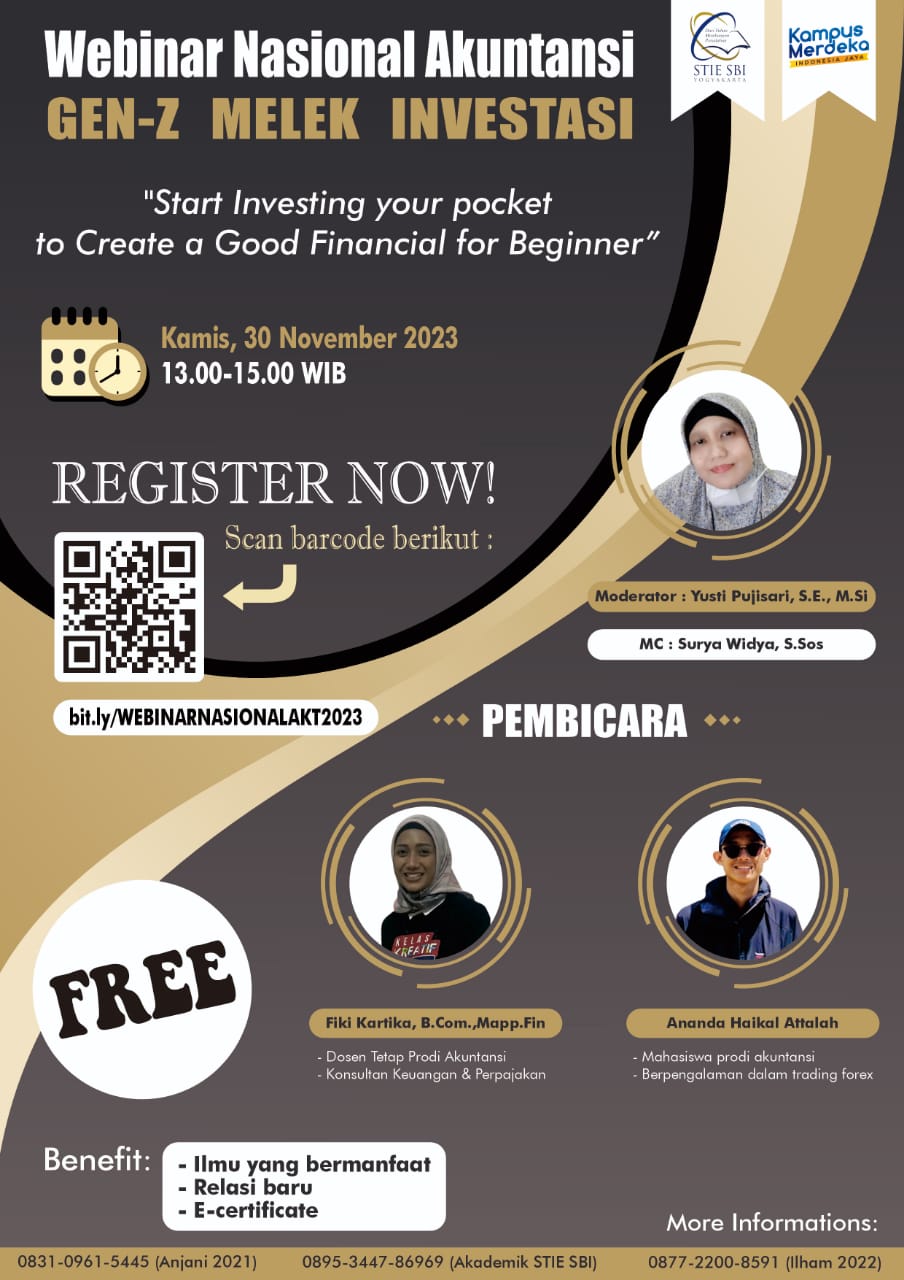 Webinar Nasional Akuntansi
GEN-Z MELEK INVESTASI
STIE SBI
YOGYAKARTA
Kampus
Merdeka
INDONESIA JAYA
"Start Investing your pocket
to Create a Good Financial for Beginner”
Kamis, 30 November 2023
13.00-15.00 WIB
REGISTER NOW!
Scan barcode berikut :
bit.ly/WEBINARNASIONALAKT2023
Moderator : Yusti Pujisari, S.E., M.Si
MC : Surya Widya, S.Sos
PEMBICARA
KELAS
KREATIF
Fiki Kartika, B.Com.,Mapp.Fin
- Dosen Tetap Prodi Akuntansi
- Konsultan Keuangan & Perpajakan
Ananda Haikal Attalah
- Mahasiswa prodi akuntansi
- Berpengalaman dalam trading forex
FREE
Benefit:
- Ilmu yang bermanfaat
- Relasi baru
- E-certificate
More Informations:
0831-0961-5445 (Anjani 2021)
0895-3447-86969 (Akademik STIE SBI)
0877-2200-8591 (Ilham 2022)